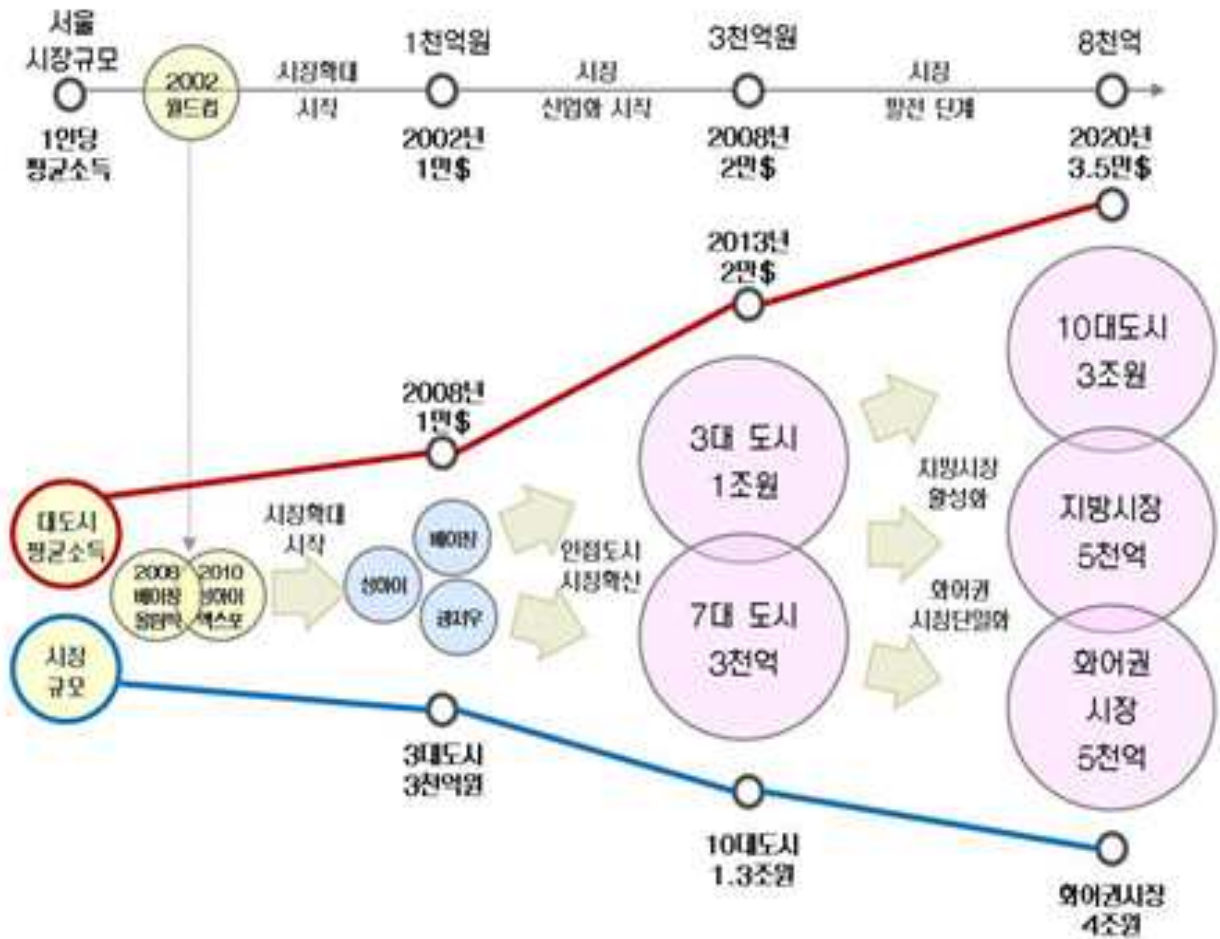 서울
시장규모
1인당
평균소득
2002
월드컵
시장확대
시작
1천억원
2002년
1만$
시장
산업화 시작
3천억원
2008년
2만$
시장
발전 단계
8천억
2020년
3.5만$
2008년
1만$
2013년
2만$
대도시
평균소득
2008
베이징
올림픽
2010
상하이
엑스포
시장확대
시작
베이징
상하이
광저우
인접도시
시장확산
3대 도시
1조원
7대 도시
3천억
지방시장
활성화
화어권
시장단일화
10대도시
3조원
지방시장
5천억
화어권
시장
5천억
시장
규모
3대도시
3천억원
10대도시
1.3조원
화어권시장
4조원